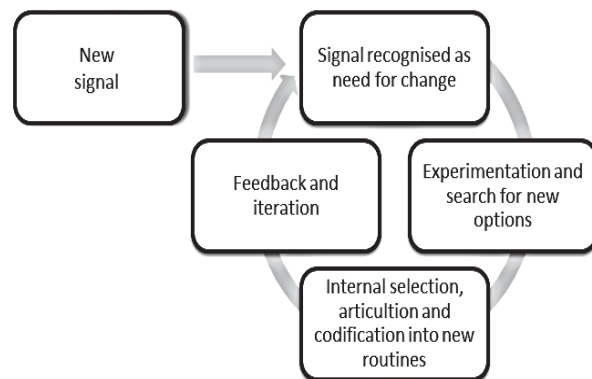 New
signal
Signal recognised as
need for change
Experimentation and
search for new
options
Internal selection,
articultion and
codification into new
routines
Feedback and
iteration